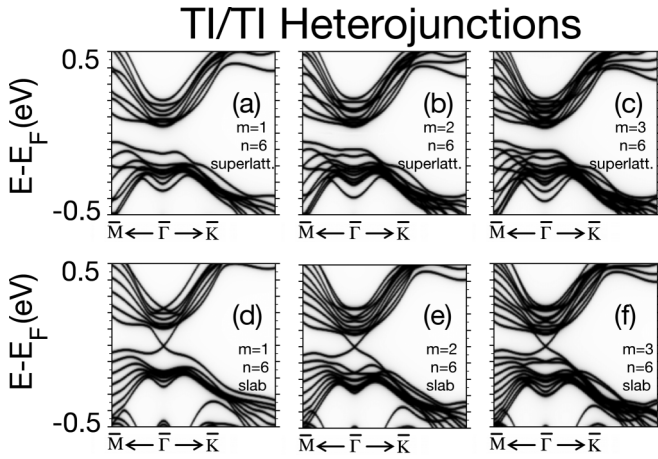 TI/TI Heterojunctions
E-E_F(eV)
0.5
-0.5
(a)
m=1
n=6
superlatt.
(b)
m=2
n=6
superlatt.
(c)
m=3
n=6
superlatt.
M̄ ← Γ̄ → K̄
M̄ ← Γ̄ → K̄
M̄ ← Γ̄ → K̄
E-E_F(eV)
0.5
-0.5
(d)
m=1
n=6
slab
(e)
m=2
n=6
slab
(f)
m=3
n=6
slab
M̄ ← Γ̄ → K̄
M̄ ← Γ̄ → K̄
M̄ ← Γ̄ → K̄